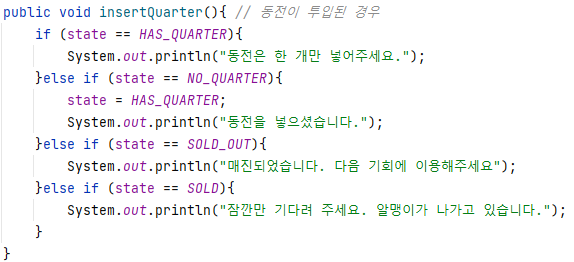 public void insertQuarter(){ // 동전이 투입된 경우
    if (state == HAS_QUARTER){
        System.out.println("동전은 한 개만 넣어주세요.");
    }else if (state == NO_QUARTER){
        state = HAS_QUARTER;
        System.out.println("동전을 넣으셨습니다.");
    }else if (state == SOLD_OUT){
        System.out.println("매진되었습니다. 다음 기회에 이용해주세요");
    }else if (state == SOLD){
        System.out.println("잠깐만 기다려 주세요. 알맹이가 나가고 있습니다.");
    }
}